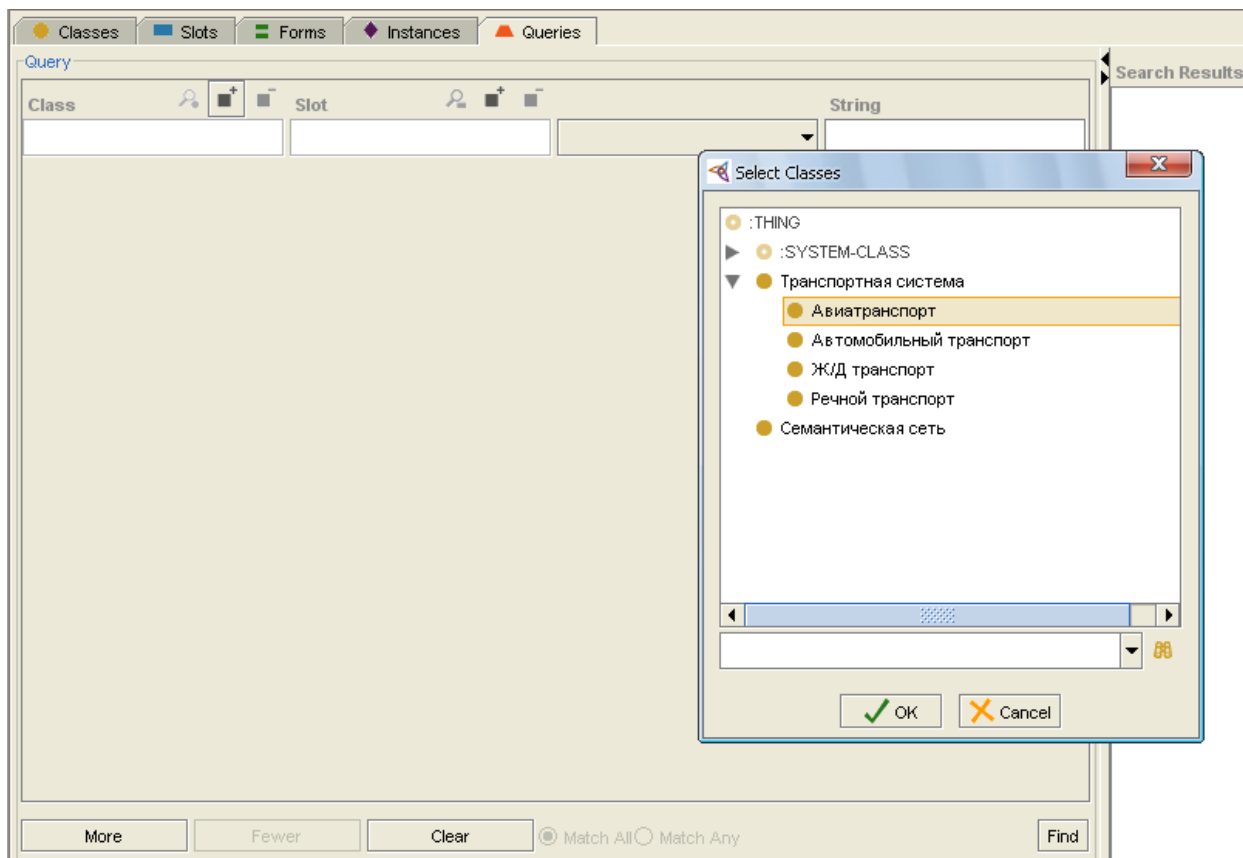 Classes Slots Forms Instances Queries
Query
Search Results
Class Slot String
Select Classes
:THING
:SYSTEM-CLASS
Транспортная система
Авиатранспорт
Автомобильный транспорт
Ж/Д транспорт
Речной транспорт
Семантическая сеть
OK Cancel
More Fewer Clear Match All Match Any Find